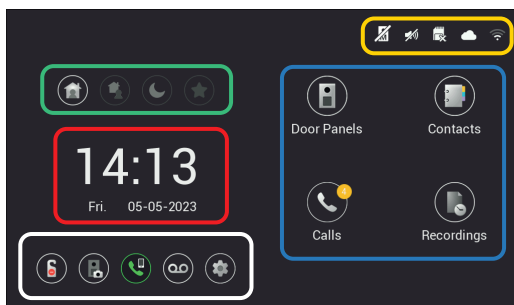 14:13
Fri. 05-05-2023
Door Panels
Contacts
4
Calls
Recordings